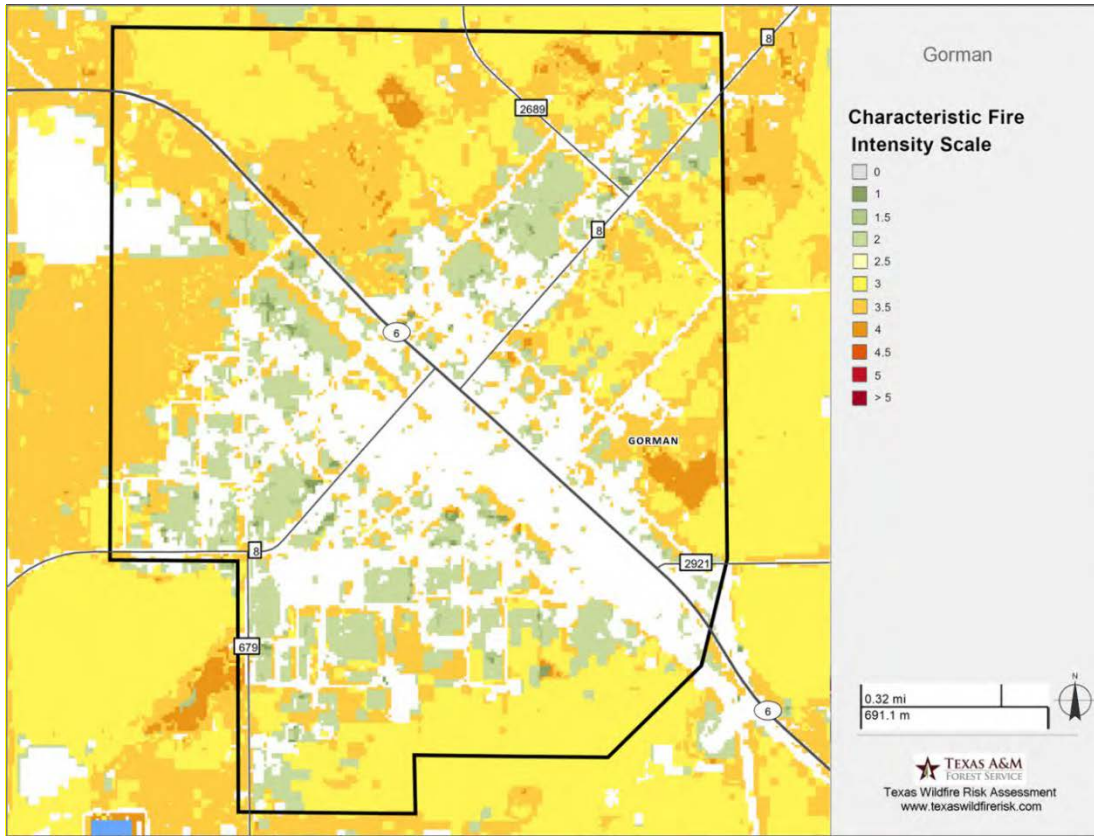 8
2689
8
6
GORMAN
8
2921
679
6
Gorman
Characteristic Fire
Intensity Scale
0
1
1.5
2
2.5
3
3.5
4
4.5
5
> 5
0.32 mi
691.1 m
N
TEXAS A&M
FOREST SERVICE
Texas Wildfire Risk Assessment
www.texaswildfirerisk.com